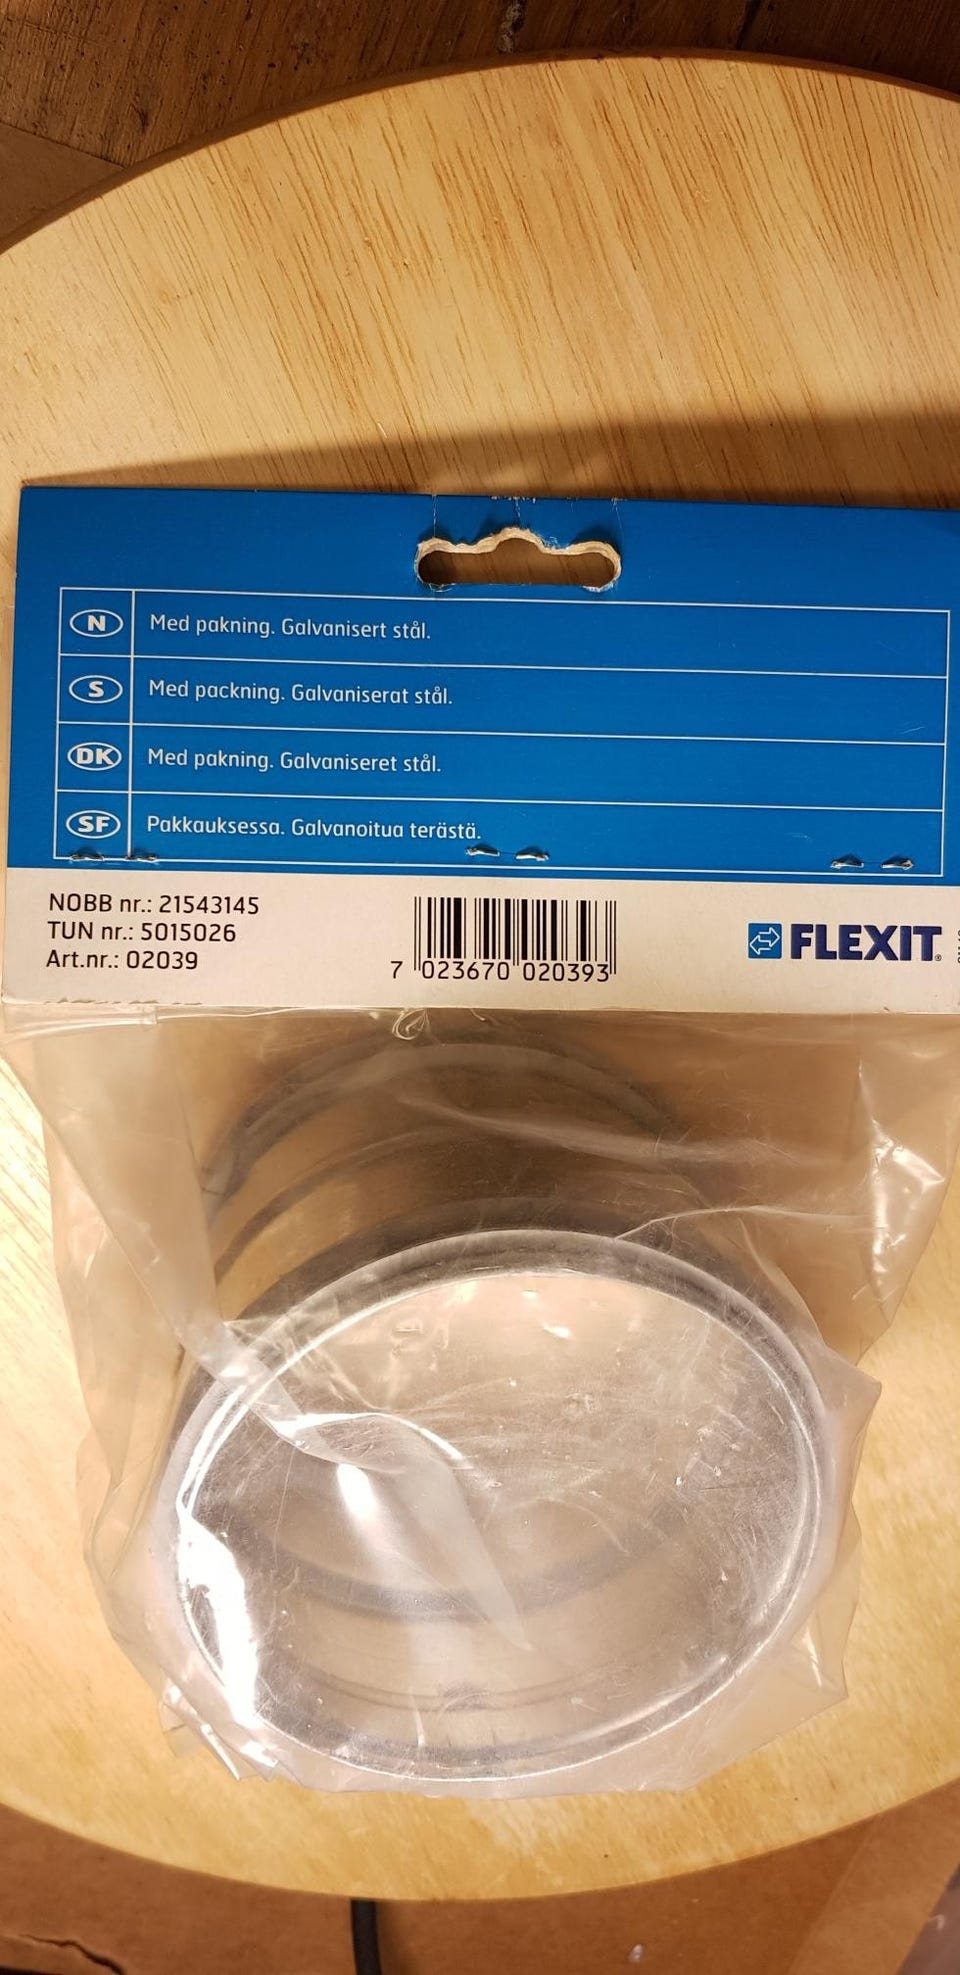 N Med pakning. Galvanisert stål.
S Med packning. Galvaniserat stål.
DK Med pakning. Galvaniseret stål.
SF Pakkauksessa. Galvanoitua terästä.
NOBB nr.: 21543145
TUN nr.: 5015026
Art.nr.: 02039
7 023670 020393
FLEXIT®